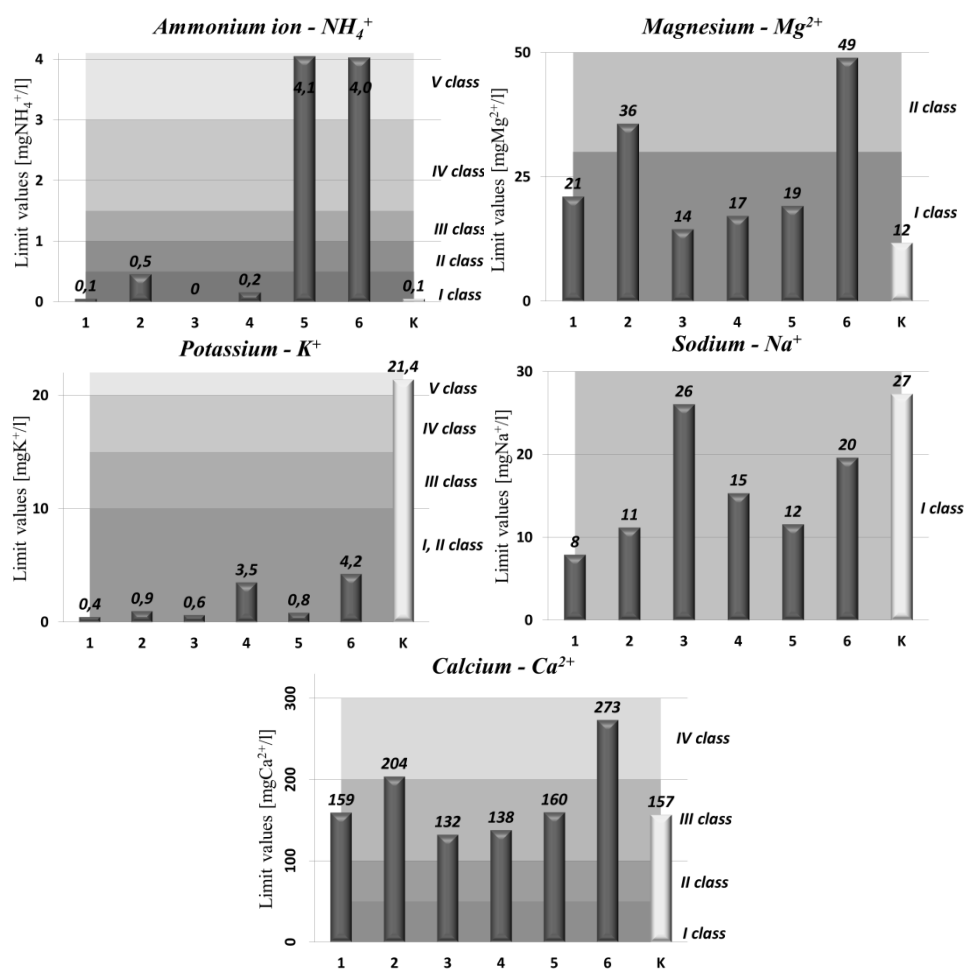 Ammonium ion - NH₄⁺
Limit values [mgNH₄⁺/l]
4
3
2
1
0
0,1
0,5
0
0,2
4,1
4,0
0,1
V class
IV class
III class
II class
I class
1 2 3 4 5 6 K
Magnesium - Mg²⁺
Limit values [mgMg²⁺/l]
50
25
0
21
36
14
17
19
49
12
II class
I class
1 2 3 4 5 6 K
Potassium - K⁺
Limit values [mgK⁺/l]
20
10
0
0,4
0,9
0,6
3,5
0,8
4,2
21,4
V class
IV class
III class
I, II class
1 2 3 4 5 6 K
Sodium - Na⁺
Limit values [mgNa⁺/l]
30
20
10
0
8
11
26
15
12
20
27
I class
1 2 3 4 5 6 K
Calcium - Ca²⁺
Limit values [mgCa²⁺/l]
300
200
100
0
159
204
132
138
160
273
157
IV class
III class
II class
I class
1 2 3 4 5 6 K